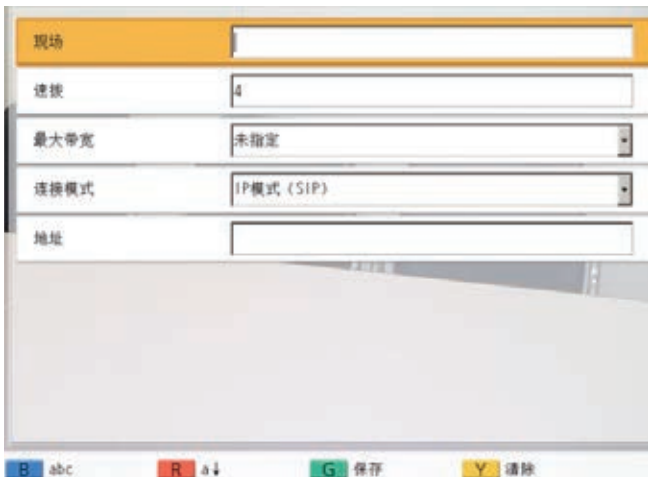 现场
速拨 4
最大带宽 未指定
连接模式 IP模式（SIP）
地址
B abc R a↓ G 保存 Y 清除